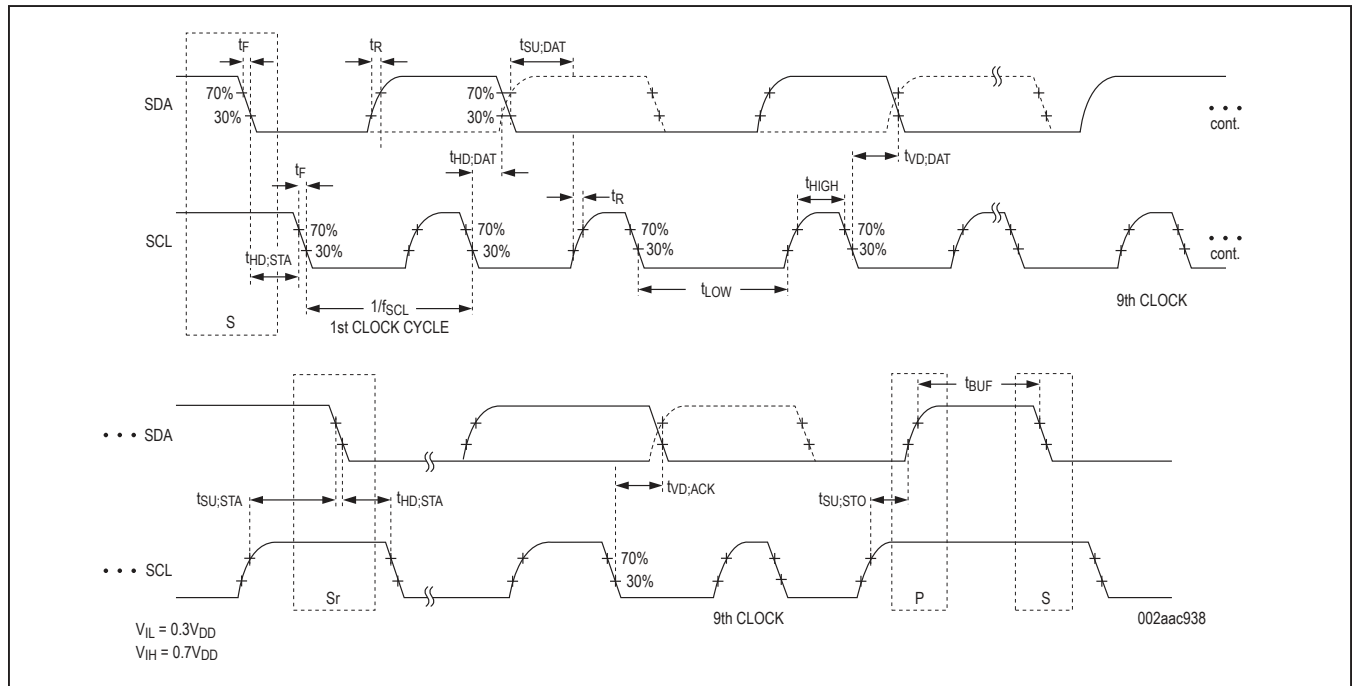 tF
tR
tSU;DAT
70%
30%
SDA
70%
30%
• • •
cont.
tHD;DAT
tVD;DAT
tF
tR
tHIGH
SCL
70%
30%
70%
30%
70%
30%
70%
30%
• • •
cont.
tHD;STA
1/fSCL
1st CLOCK CYCLE
tLOW
9th CLOCK
S
tBUF
• • • SDA
tSU;STA
tHD;STA
tVD;ACK
tSU;STO
• • • SCL
70%
30%
Sr
9th CLOCK
P
S
002aac938
VIL = 0.3VDD
VIH = 0.7VDD